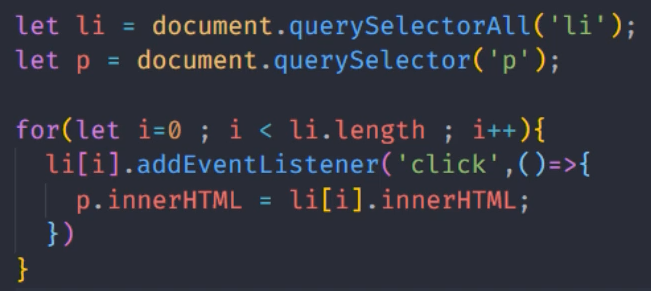 let li = document.querySelectorAll('li');
let p = document.querySelector('p');

for(let i=0 ; i < li.length ; i++){
  li[i].addEventListener('click',()=>{
    p.innerHTML = li[i].innerHTML;
  })
}